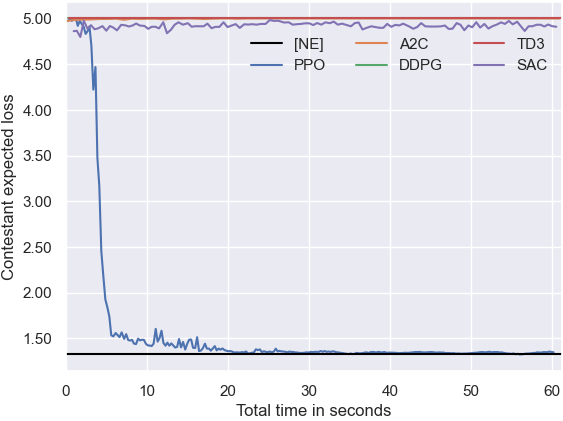 Contestant expected loss
5.00
4.50
4.00
3.50
3.00
2.50
2.00
1.50
[NE] A2C TD3
PPO DDPG SAC
0 10 20 30 40 50 60
Total time in seconds